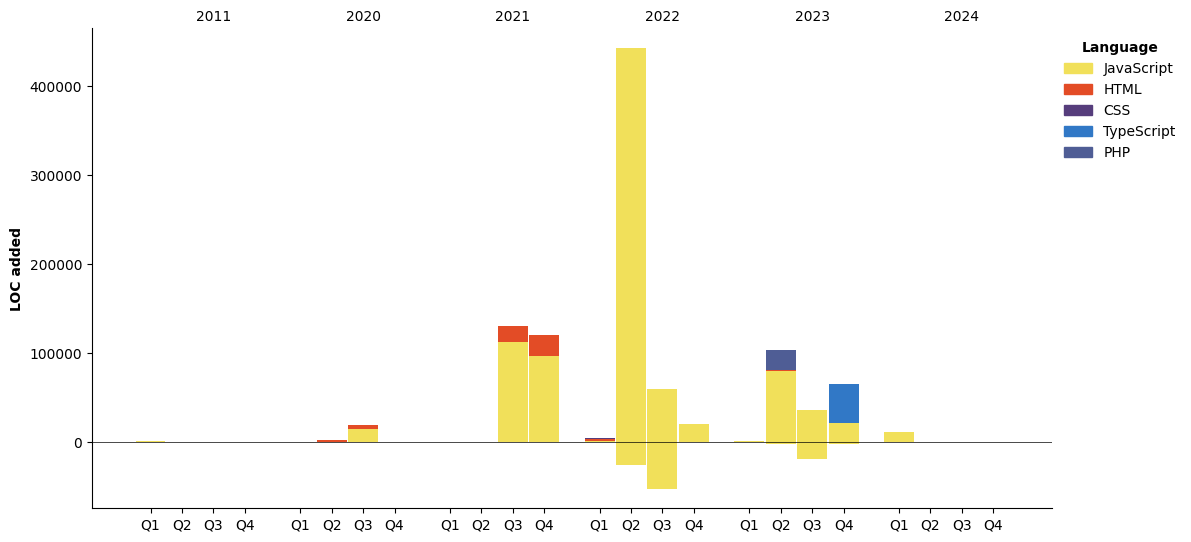 2011 2020 2021 2022 2023 2024
Language
JavaScript
HTML
CSS
TypeScript
PHP
LOC added
400000
300000
200000
100000
0
0
100000
Q1 Q2 Q3 Q4 Q1 Q2 Q3 Q4 Q1 Q2 Q3 Q4 Q1 Q2 Q3 Q4 Q1 Q2 Q3 Q4 Q1 Q2 Q3 Q4